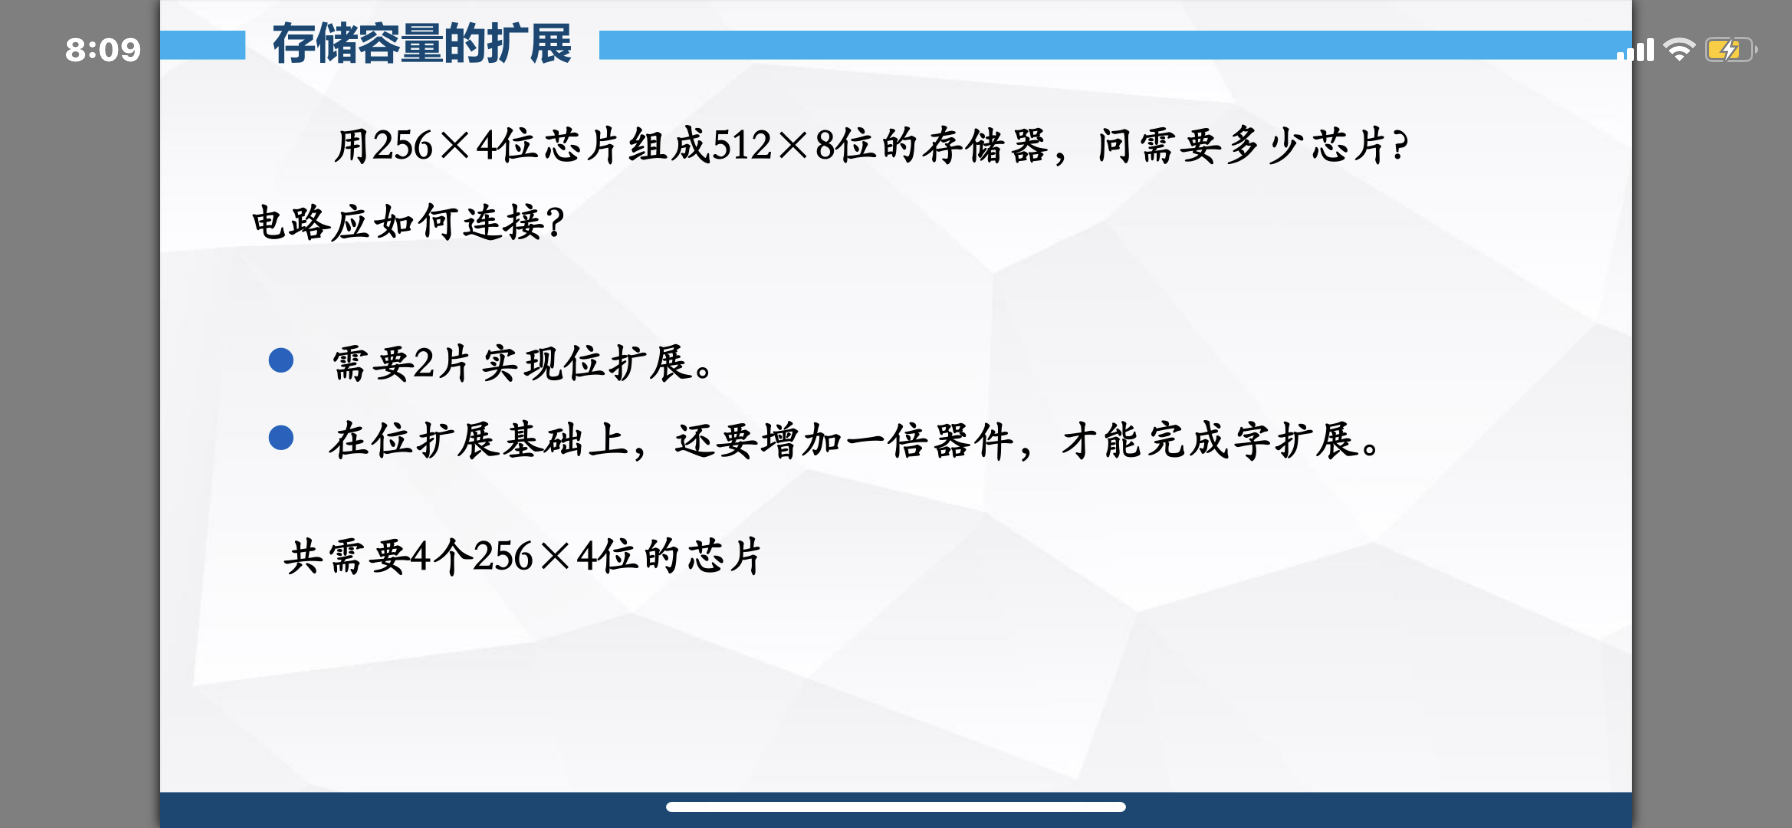 8:09
存储容量的扩展
用256×4位芯片组成512×8位的存储器，问需要多少芯片?
电路应如何连接?
需要2片实现位扩展。
在位扩展基础上，还要增加一倍器件，才能完成字扩展。
共需要4个256×4位的芯片